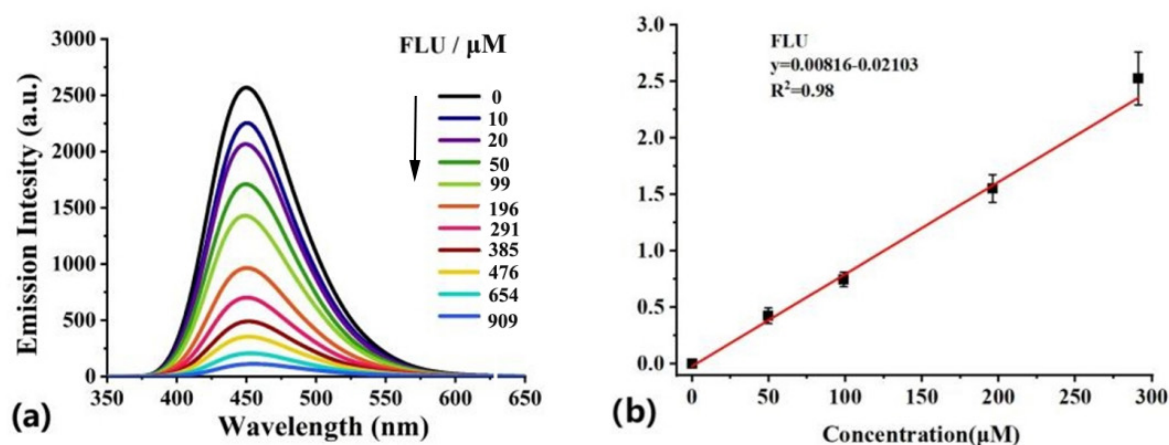 3000
2500
2000
1500
1000
500
0
Emission Intesity (a.u.)
FLU / μM
0
10
20
50
99
196
291
385
476
654
909
350 400 450 500 550 600 650
Wavelength (nm)
(a)
3.0
2.5
2.0
1.5
1.0
0.5
0.0
FLU
y=0.00816-0.02103
R²=0.98
0 50 100 150 200 250 300
Concentration(μM)
(b)